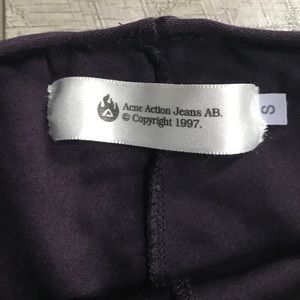 Acne Action Jeans AB.
© Copyright 1997.
S